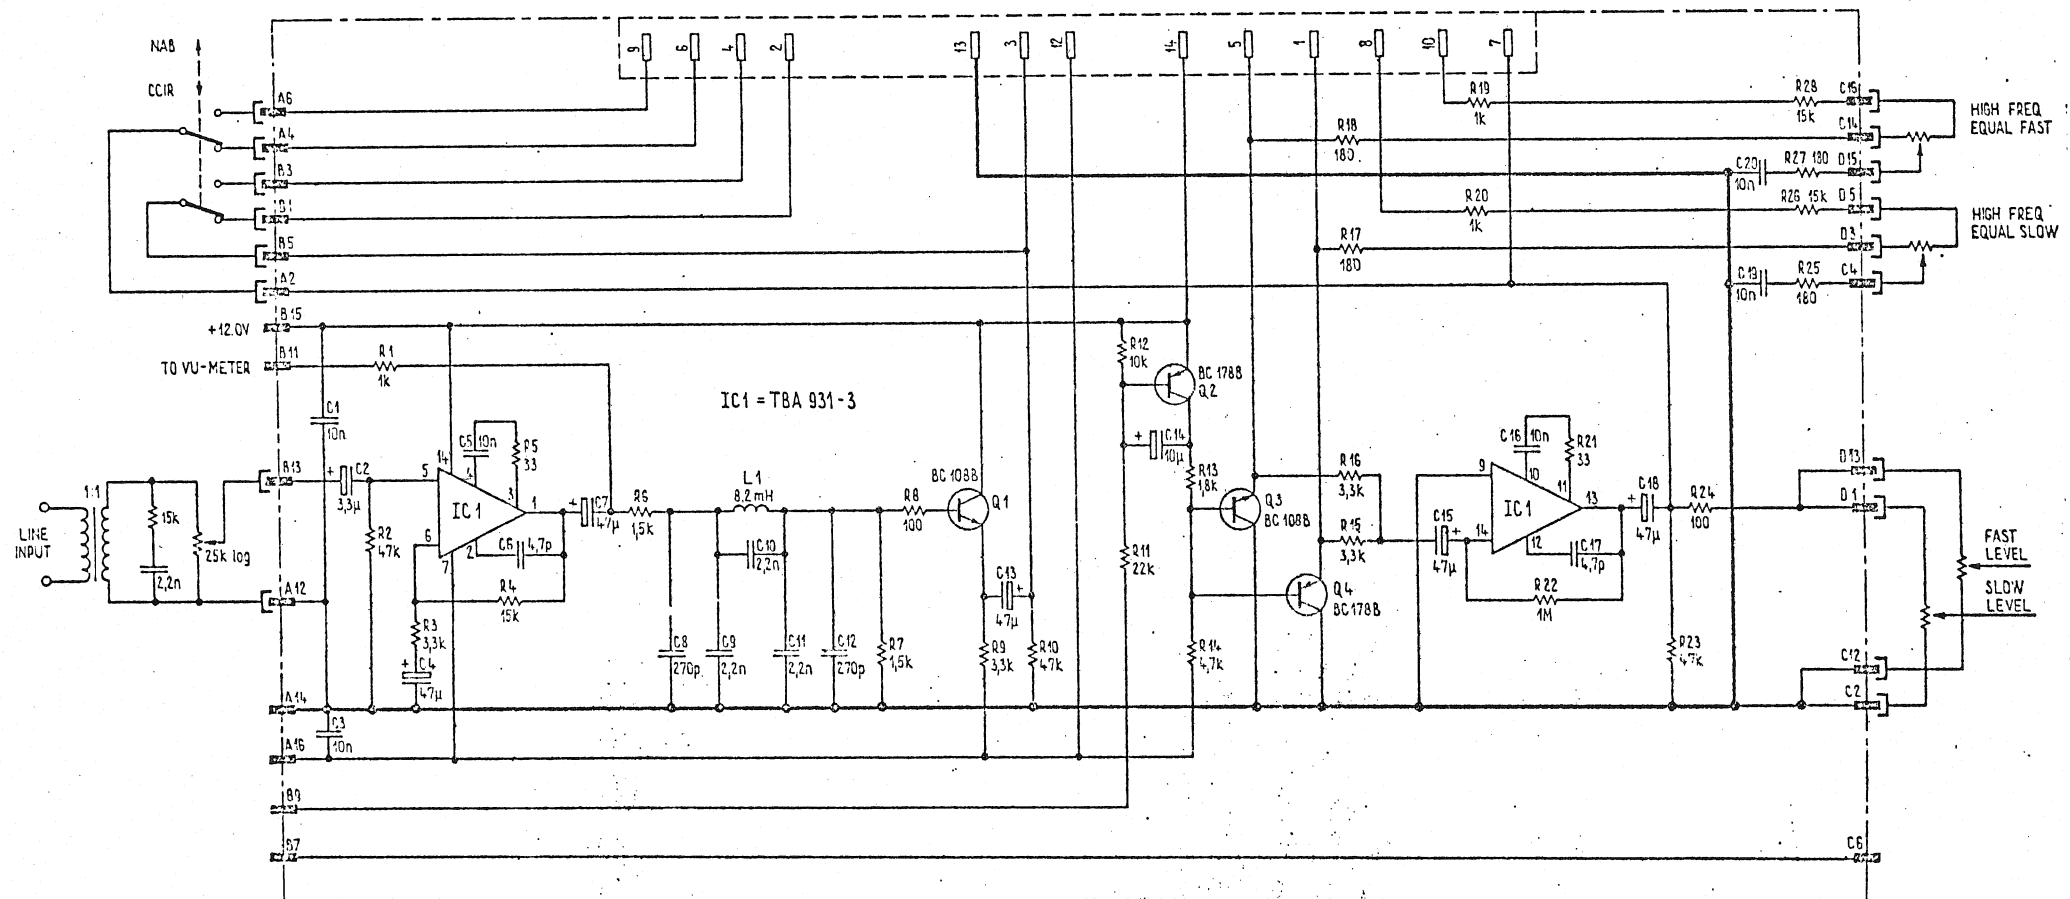 NAB
CCIR
9
6
4
2
13
3
12
14
5
1
8
10
7
A6
A4
B3
B1
B5
A2
B15
+12.0V
B11
TO VU-METER
R1
1k
C1
10n
IC1 = TBA 931-3
R19
1k
R28
15k
C15
R18
180
C14
HIGH FREQ
EQUAL FAST
C20
10n
R27 180
D15
R20
1k
R26 15k
D5
R17
180
D3
HIGH FREQ
EQUAL SLOW
C19
10n
R25
180
C4
R12
10k
BC 178B
Q2
+
C14
10µ
R13
1,8k
LINE
INPUT
1:1
15k
2,2n
25k log
B13
A12
+
C2
3,3µ
R2
47k
14
C5
10n
R5
33
4
3
5
IC1
1
6
2
7
C6
4,7p
R4
15k
R3
3,3k
+
C4
47µ
+
C7
47µ
R6
1,5k
L1
8,2 mH
C10
2,2n
C8
270p
C9
2,2n
C11
2,2n
C12
270p
R7
1,5k
R8
100
BC 108B
Q1
C13
+
47µ
R9
3,3k
R10
47k
R11
22k
R14
4,7k
Q3
BC 108B
Q4
BC 178B
R16
3,3k
R15
3,3k
C15
+
47µ
C16
10n
R21
33
10
11
9
IC1
13
14
12
C17
4,7p
R22
1M
+
C18
47µ
R24
100
R23
47k
D13
D1
FAST
LEVEL
SLOW
LEVEL
C12
C2
A14
C3
10n
A16
B9
B7
C6